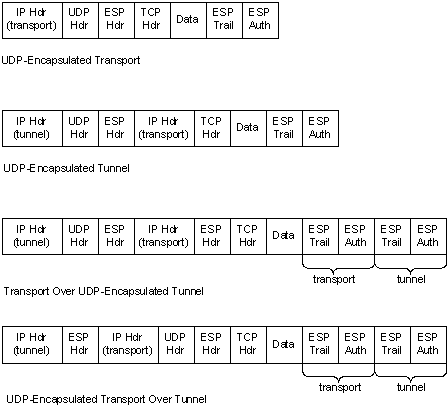 IP Hdr UDP ESP TCP Data ESP ESP
(transport) Hdr Hdr Hdr Trail Auth
UDP-Encapsulated Transport
IP Hdr UDP ESP IP Hdr TCP Data ESP ESP
(tunnel) Hdr Hdr (transport) Hdr Trail Auth
UDP-Encapsulated Tunnel
IP Hdr UDP ESP IP Hdr ESP TCP Data ESP ESP ESP ESP
(tunnel) Hdr Hdr (transport) Hdr Hdr Trail Auth Trail Auth
transport tunnel
Transport Over UDP-Encapsulated Tunnel
IP Hdr ESP IP Hdr UDP ESP TCP Data ESP ESP ESP ESP
(tunnel) Hdr (transport) Hdr Hdr Hdr Trail Auth Trail Auth
transport tunnel
UDP-Encapsulated Transport Over Tunnel